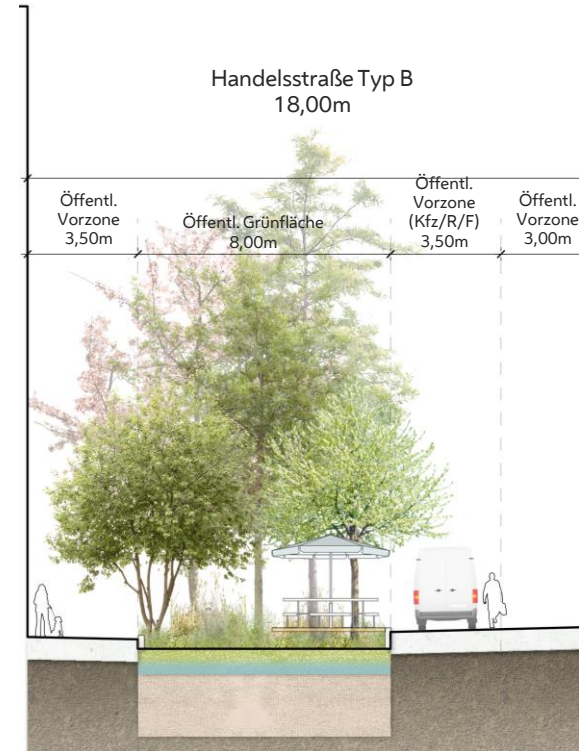 Handelsstraße Typ B
18,00m
Öffentl.
Vorzone
3,50m
Öffentl. Grünfläche
8,00m
Öffentl.
Vorzone
(Kfz/R/F)
3,50m
Öffentl.
Vorzone
3,00m